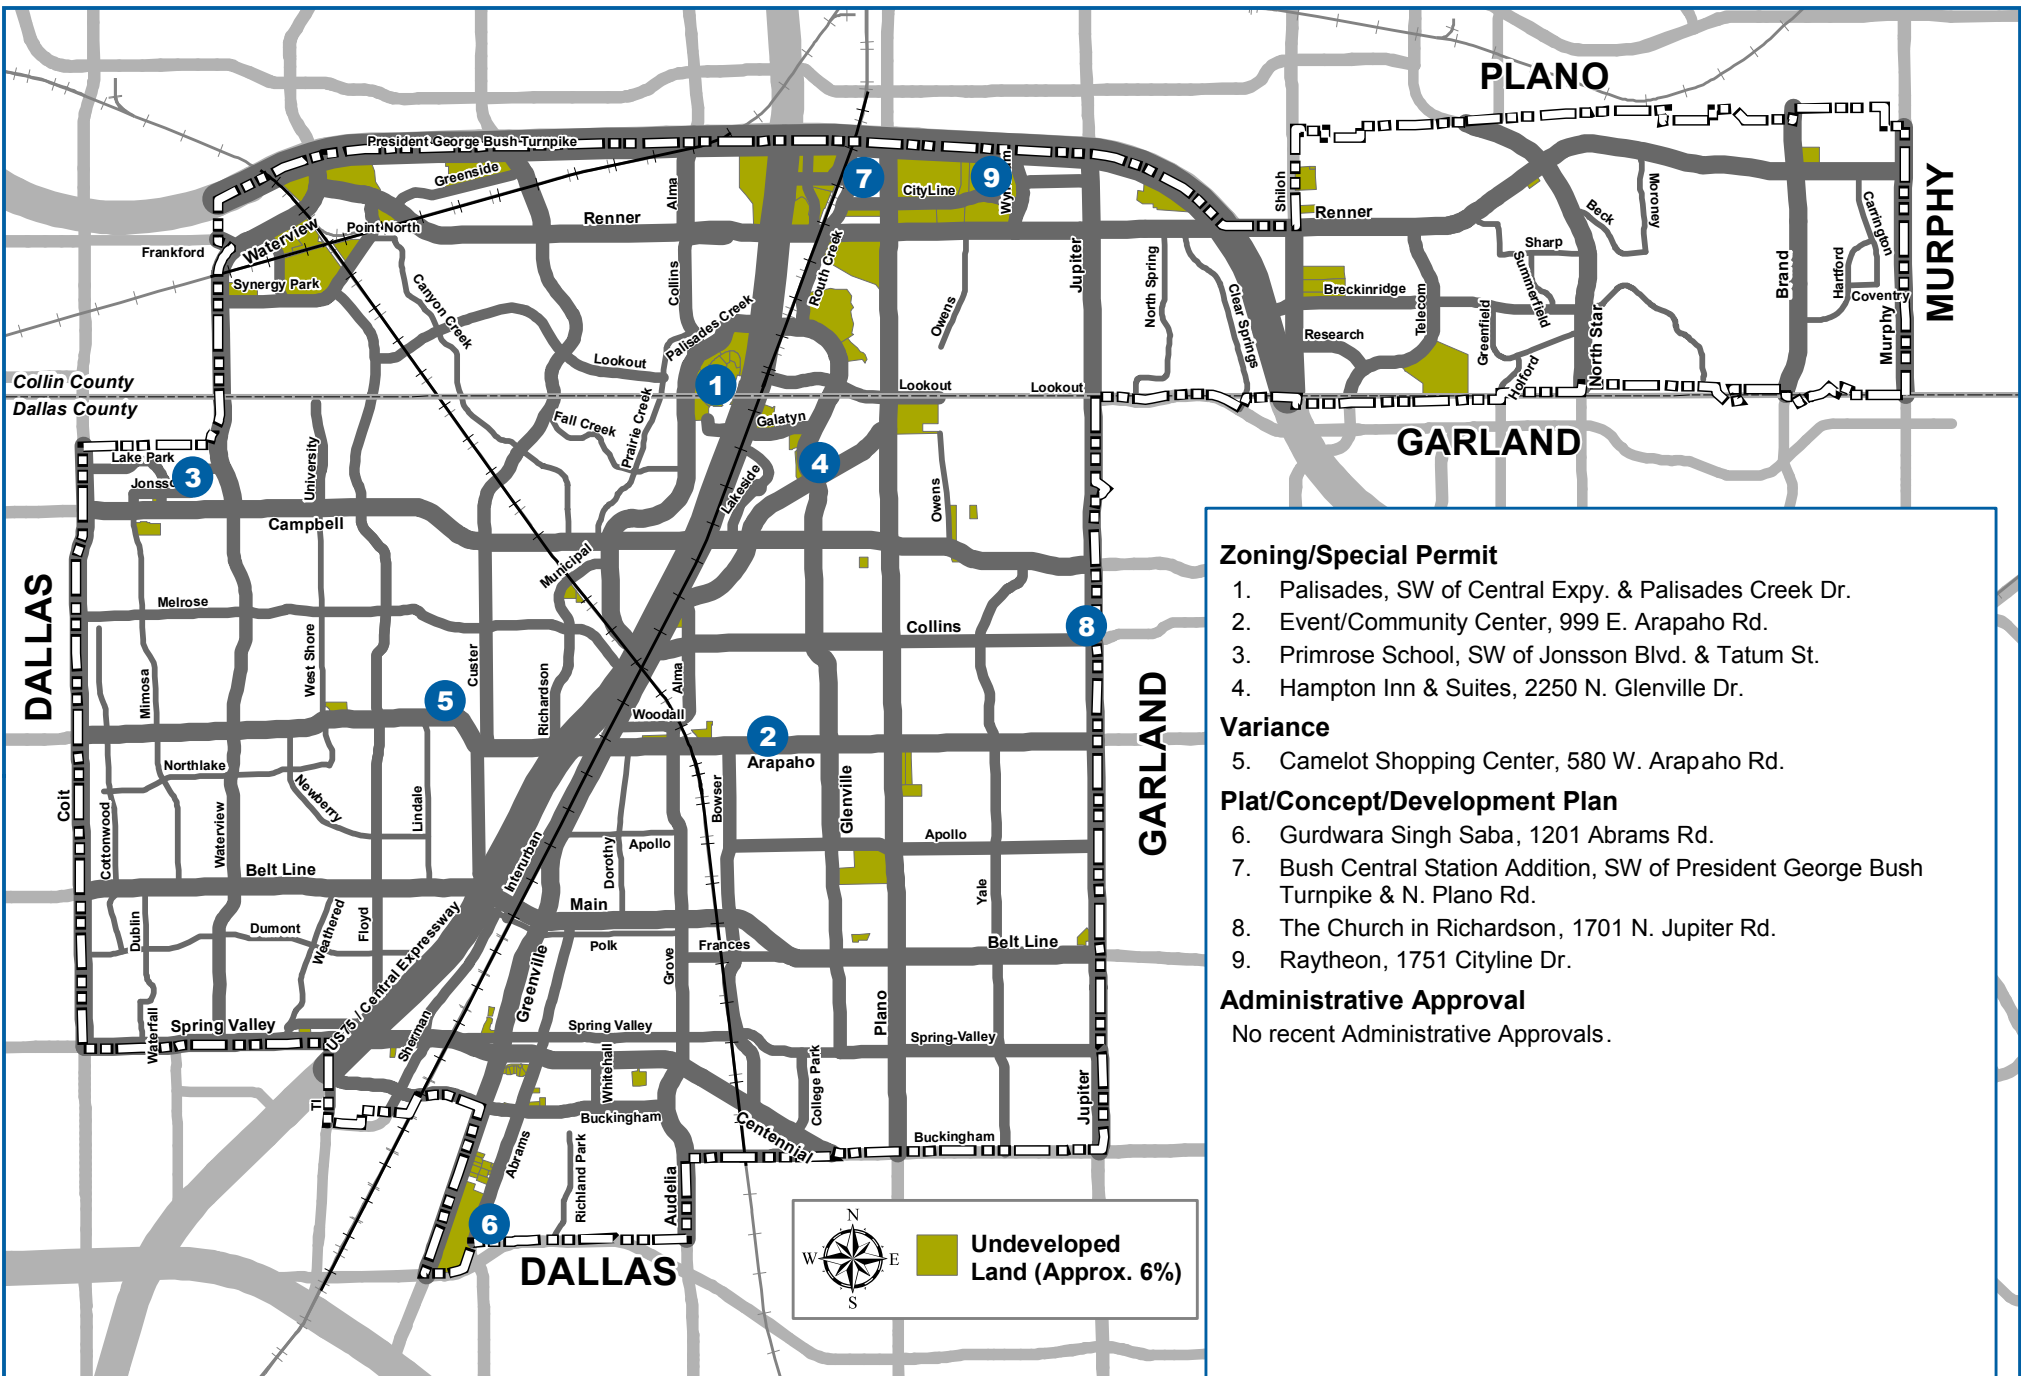 PLANO
President George Bush Turnpike
Greenside
Alma
7
CityLine
9
Shiloh
Moroney
MURPHY
Renner
Point North
Waterview
Frankford
Synergy Park
Canyon Creek
Collins
Routh Creek
Owens
Jupiter
North Spring
Clear Springs
Renner
Beck
Sharp
Summerfield
Carrington
Hartford
Brand
Coventry
Breckinridge
Telecom
Greenfield
North Star
Murphy
Research
Holford
Palisades Creek
Lookout
1
Lookout
Lookout
Collin County
Dallas County
Fall Creek
Prairie Creek
Galatyn
4
GARLAND
Lake Park
3
University
Lakeside
Owens
Campbell
Municipal
DALLAS
Melrose
Collins
8
Mimosa
West Shore
Custer
Richardson
Alma
5
Woodall
2
Arapaho
GARLAND
Northlake
Newberry
Lindale
Coit
Cottonwood
Waterview
Bowser
Glenville
Interurban
Dorothy
Apollo
Apollo
Belt Line
Main
Yale
Dublin
Dumont
Weathered
Floyd
US75 / Central Expressway
Greenville
Polk
Grove
Frances
Belt Line
Plano
Waterfall
Spring Valley
Sherman
Spring Valley
Spring-Valley
Whitehall
College Park
Jupiter
TI
Buckingham
Centennial
Buckingham
Abrams
Richland Park
Audelia
6
DALLAS
N
W
E
S
Undeveloped
Land (Approx. 6%)
Zoning/Special Permit
1. Palisades, SW of Central Expy. & Palisades Creek Dr.
2. Event/Community Center, 999 E. Arapaho Rd.
3. Primrose School, SW of Jonsson Blvd. & Tatum St.
4. Hampton Inn & Suites, 2250 N. Glenville Dr.
Variance
5. Camelot Shopping Center, 580 W. Arapaho Rd.
Plat/Concept/Development Plan
6. Gurdwara Singh Saba, 1201 Abrams Rd.
7. Bush Central Station Addition, SW of President George Bush
Turnpike & N. Plano Rd.
8. The Church in Richardson, 1701 N. Jupiter Rd.
9. Raytheon, 1751 Cityline Dr.
Administrative Approval
No recent Administrative Approvals.